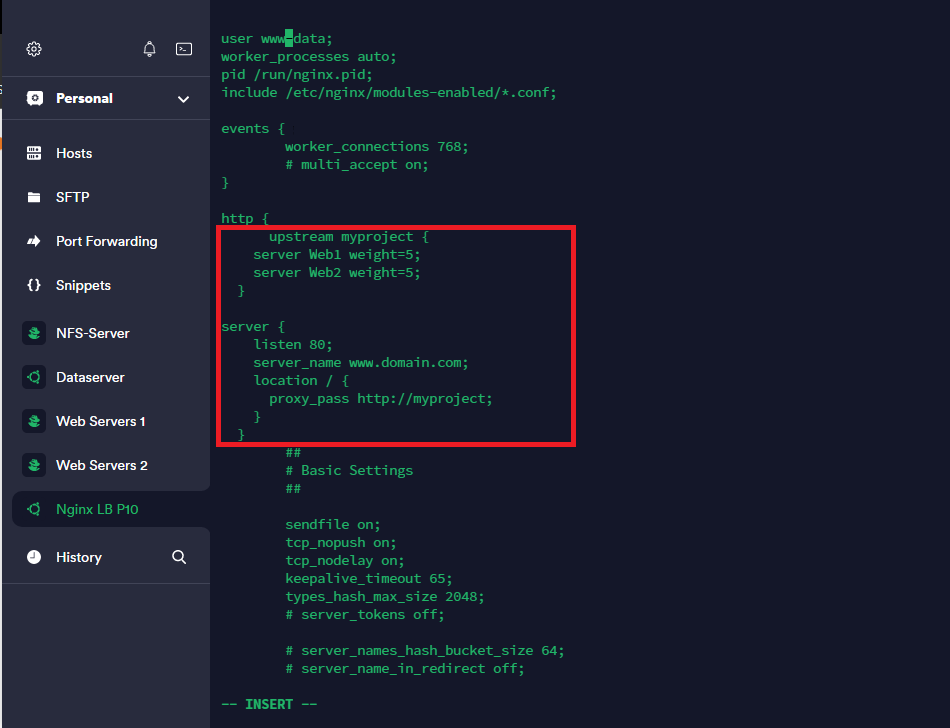 Personal
Hosts
SFTP
Port Forwarding
{} Snippets
NFS-Server
Dataserver
Web Servers 1
Web Servers 2
Nginx LB P10
History
user www-data;
worker_processes auto;
pid /run/nginx.pid;
include /etc/nginx/modules-enabled/*.conf;
events {
worker_connections 768;
# multi_accept on;
}
http {
upstream myproject {
server Web1 weight=5;
server Web2 weight=5;
}
server {
listen 80;
server_name www.domain.com;
location / {
proxy_pass http://myproject;
}
}
##
# Basic Settings
##
sendfile on;
tcp_nopush on;
tcp_nodelay on;
keepalive_timeout 65;
types_hash_max_size 2048;
# server_tokens off;
# server_names_hash_bucket_size 64;
# server_name_in_redirect off;
-- INSERT --